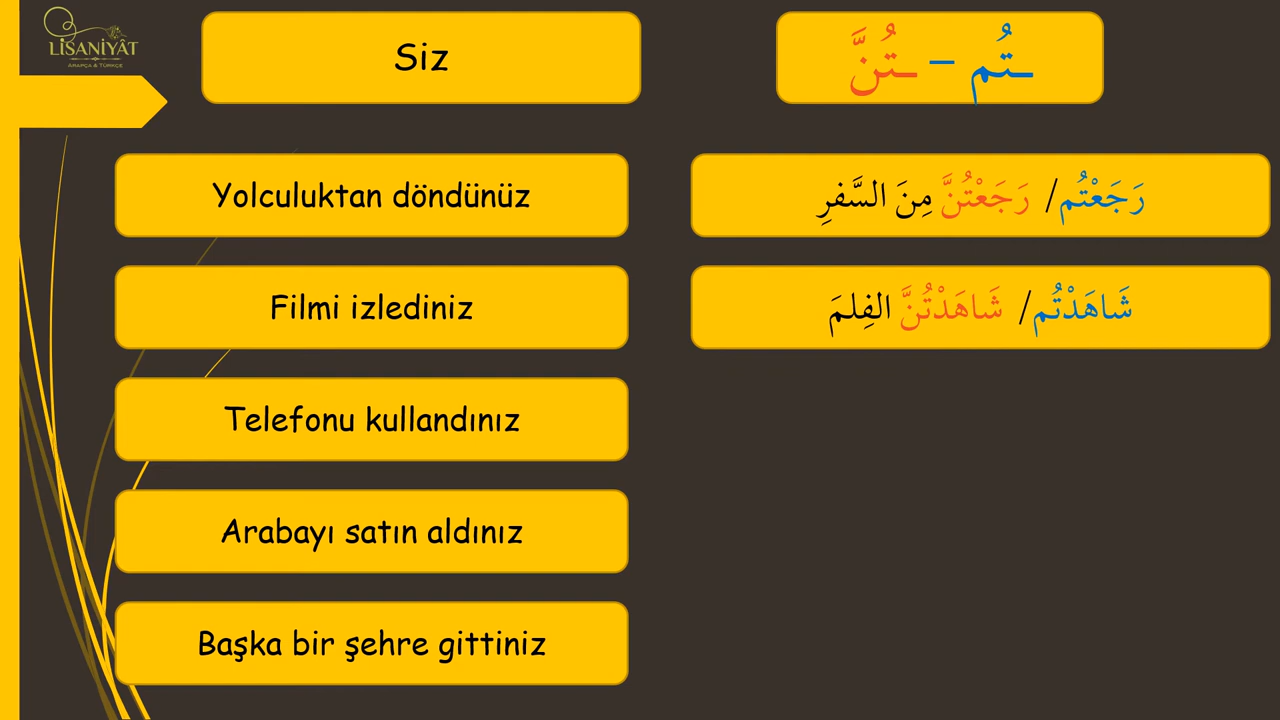 LİSANİYÂT
ARAPÇA & TÜRKÇE
Siz
ـتُم – ـتُنَّ
Yolculuktan döndünüz
رَجَعْتُم/ رَجَعْتُنَّ مِنَ السَّفرِ
Filmi izlediniz
شَاهَدْتُم/ شَاهَدْتُنَّ الفِلمَ
Telefonu kullandınız
Arabayı satın aldınız
Başka bir şehre gittiniz